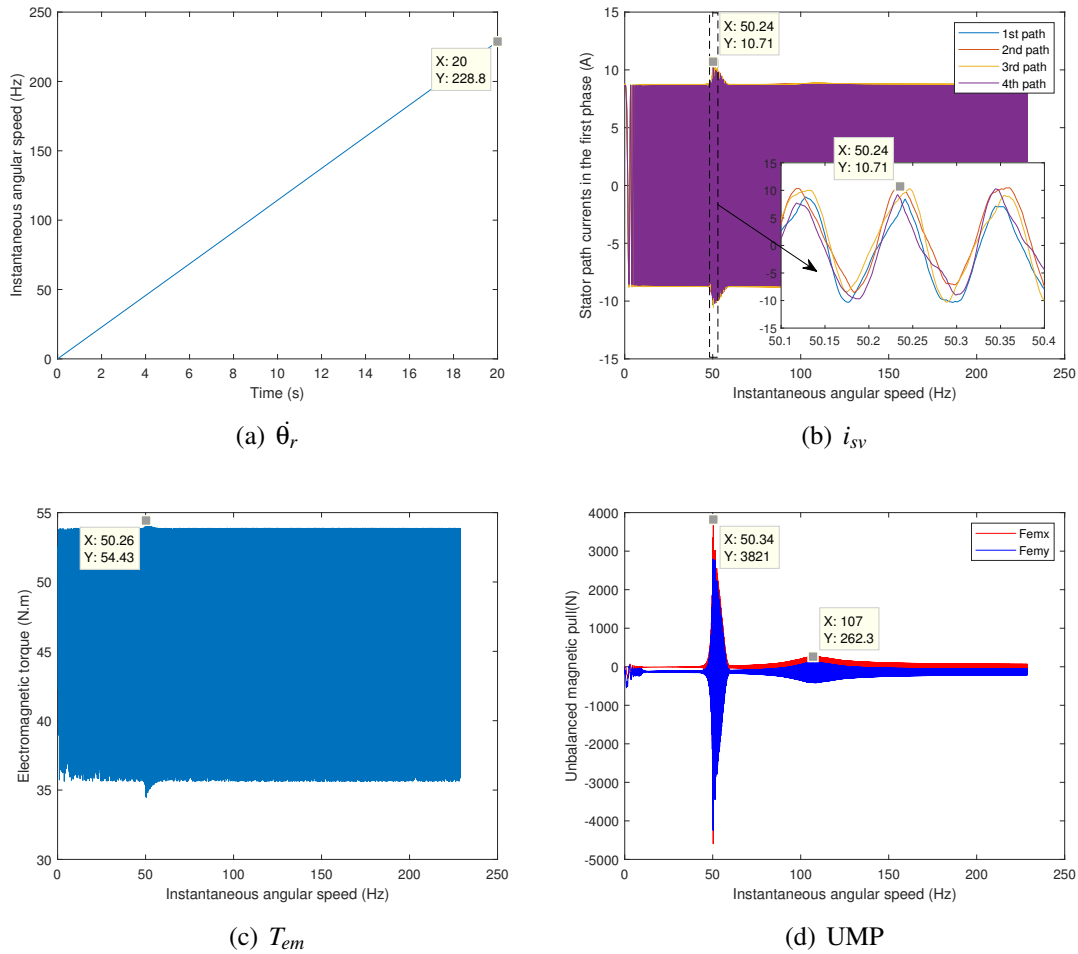 250
200
150
100
50
0
X: 20
Y: 228.8
0 2 4 6 8 10 12 14 16 18 20
Time (s)
Instantaneous angular speed (Hz)
(a) θ̇_r
15
10
5
0
-5
-10
-15
X: 50.24
Y: 10.71
1st path
2nd path
3rd path
4th path
X: 50.24
Y: 10.71
15
10
5
0
-5
-10
-15
50.1 50.15 50.2 50.25 50.3 50.35 50.4
0 50 100 150 200 250
Instantaneous angular speed (Hz)
Stator path currents in the first phase (A)
(b) i_sv
55
50
45
40
35
30
X: 50.26
Y: 54.43
0 50 100 150 200 250
Instantaneous angular speed (Hz)
Electromagnetic torque (N.m)
(c) T_em
4000
3000
2000
1000
0
-1000
-2000
-3000
-4000
-5000
X: 50.34
Y: 3821
Femx
Femy
X: 107
Y: 262.3
0 50 100 150 200 250
Instantaneous angular speed (Hz)
Unbalanced magnetic pull(N)
(d) UMP